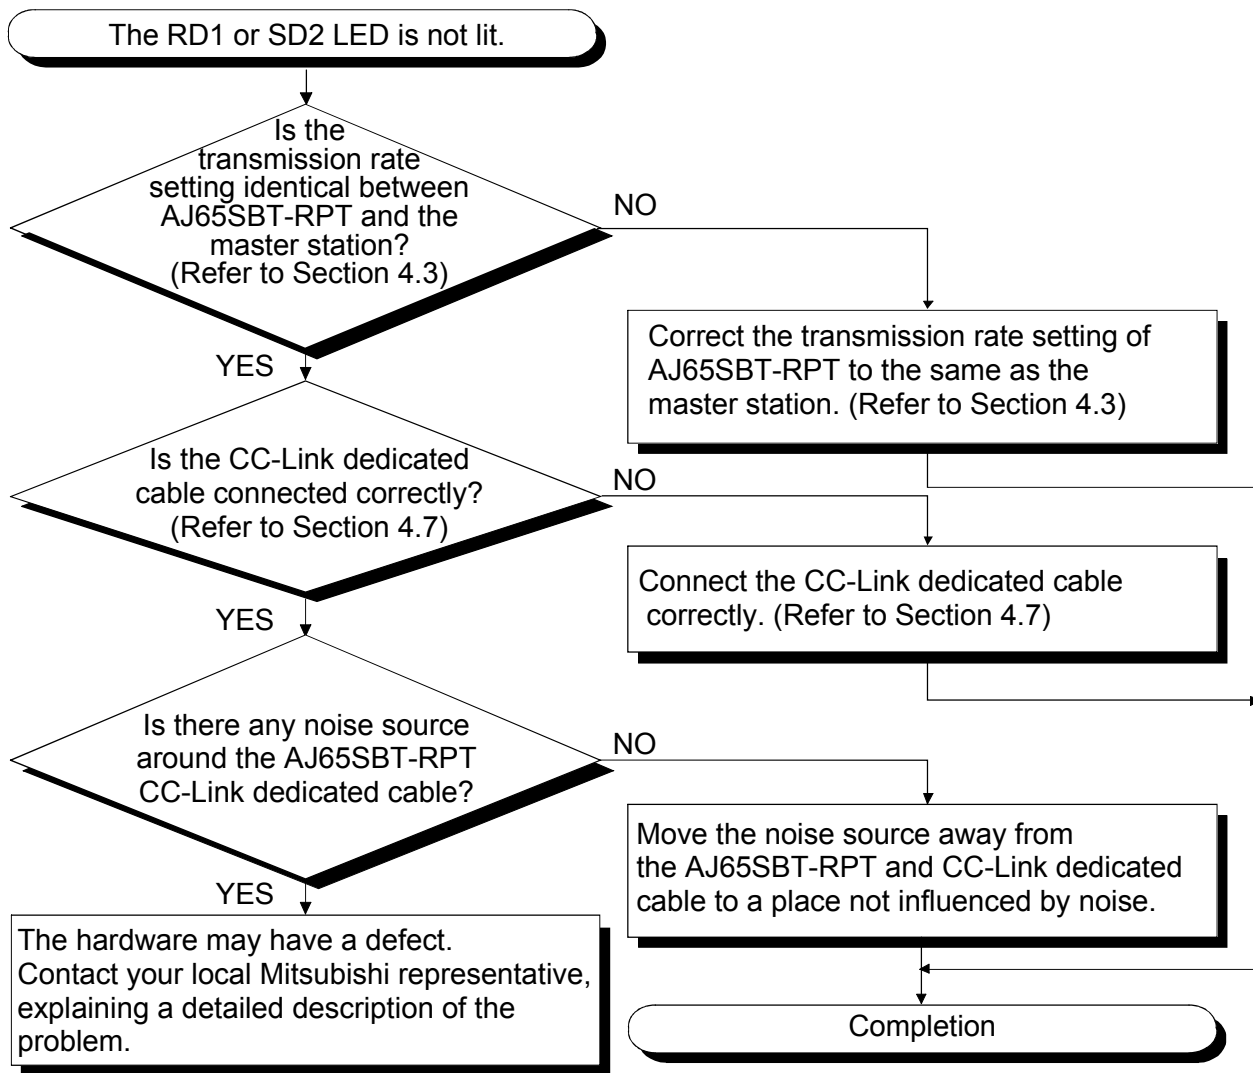 The RD1 or SD2 LED is not lit.
Is the
transmission rate
setting identical between
AJ65SBT-RPT and the
master station?
(Refer to Section 4.3)
NO
YES
Correct the transmission rate setting of
AJ65SBT-RPT to the same as the
master station. (Refer to Section 4.3)
Is the CC-Link dedicated
cable connected correctly?
(Refer to Section 4.7)
NO
YES
Connect the CC-Link dedicated cable
correctly. (Refer to Section 4.7)
Is there any noise source
around the AJ65SBT-RPT
CC-Link dedicated cable?
NO
YES
Move the noise source away from
the AJ65SBT-RPT and CC-Link dedicated
cable to a place not influenced by noise.
The hardware may have a defect.
Contact your local Mitsubishi representative,
explaining a detailed description of the
problem.
Completion